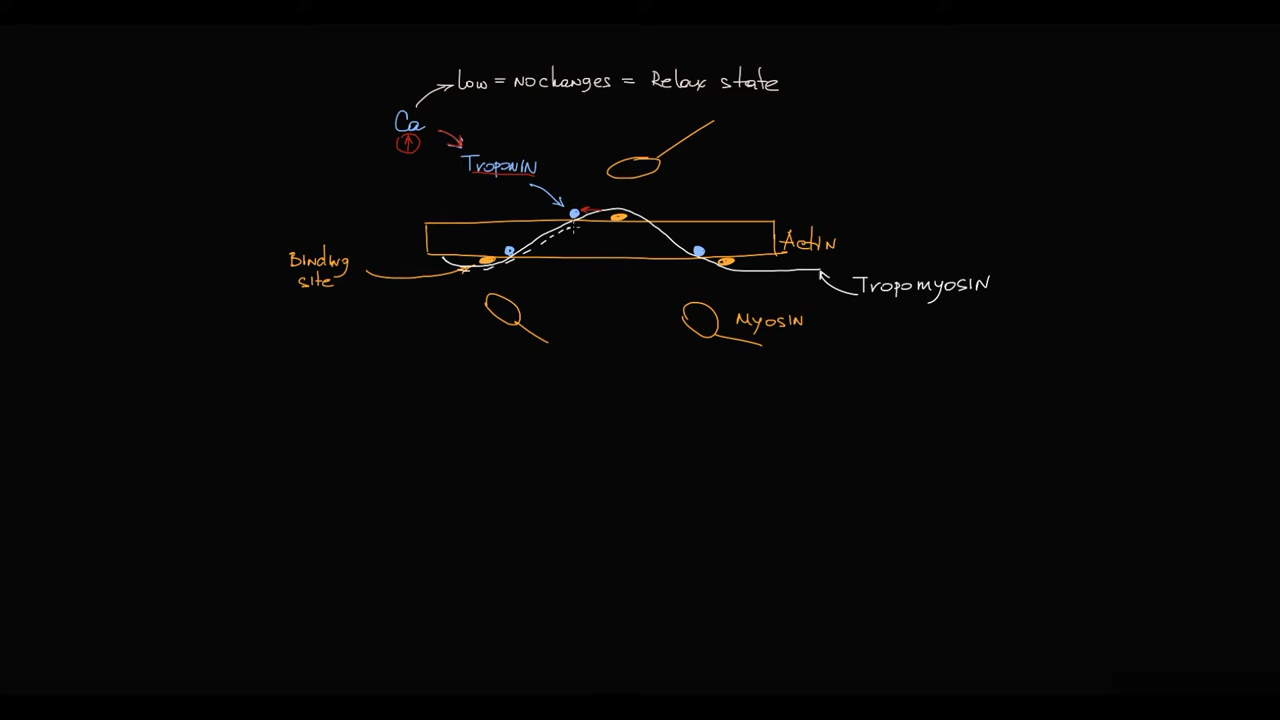 Low = no changes = Relax state
Ca
↑
Troponin
Actin
Binding
site
Tropomyosin
Myosin